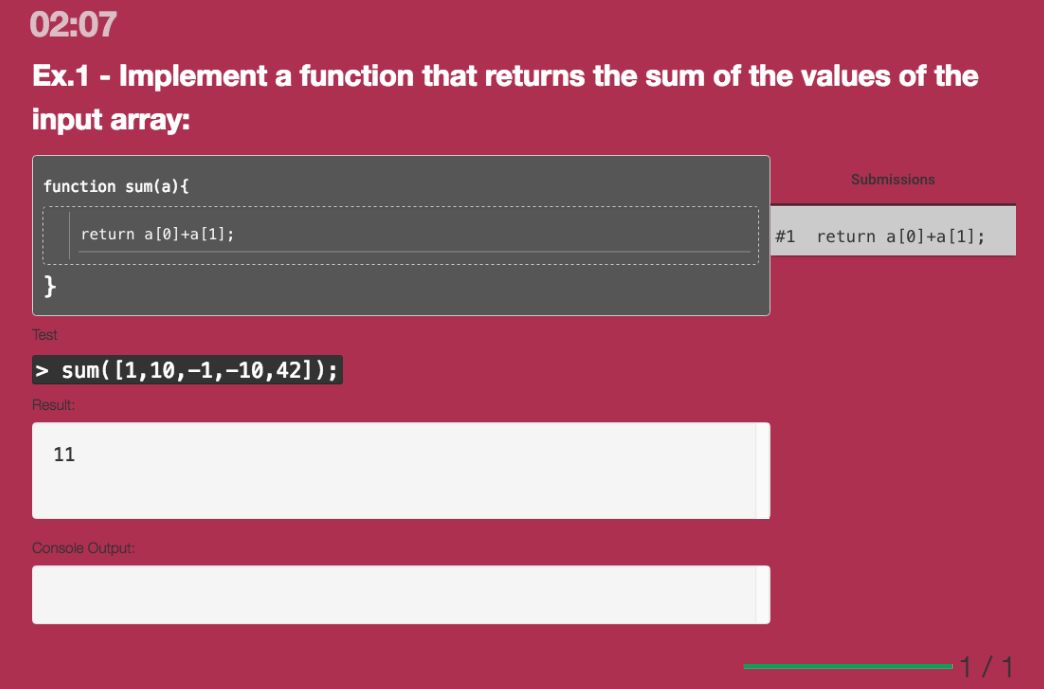 02:07
Ex.1 - Implement a function that returns the sum of the values of the
input array:
function sum(a){
return a[0]+a[1];
}
Submissions
#1 return a[0]+a[1];
Test
> sum([1,10,-1,-10,42]);
Result:
11
Console Output:
1 / 1